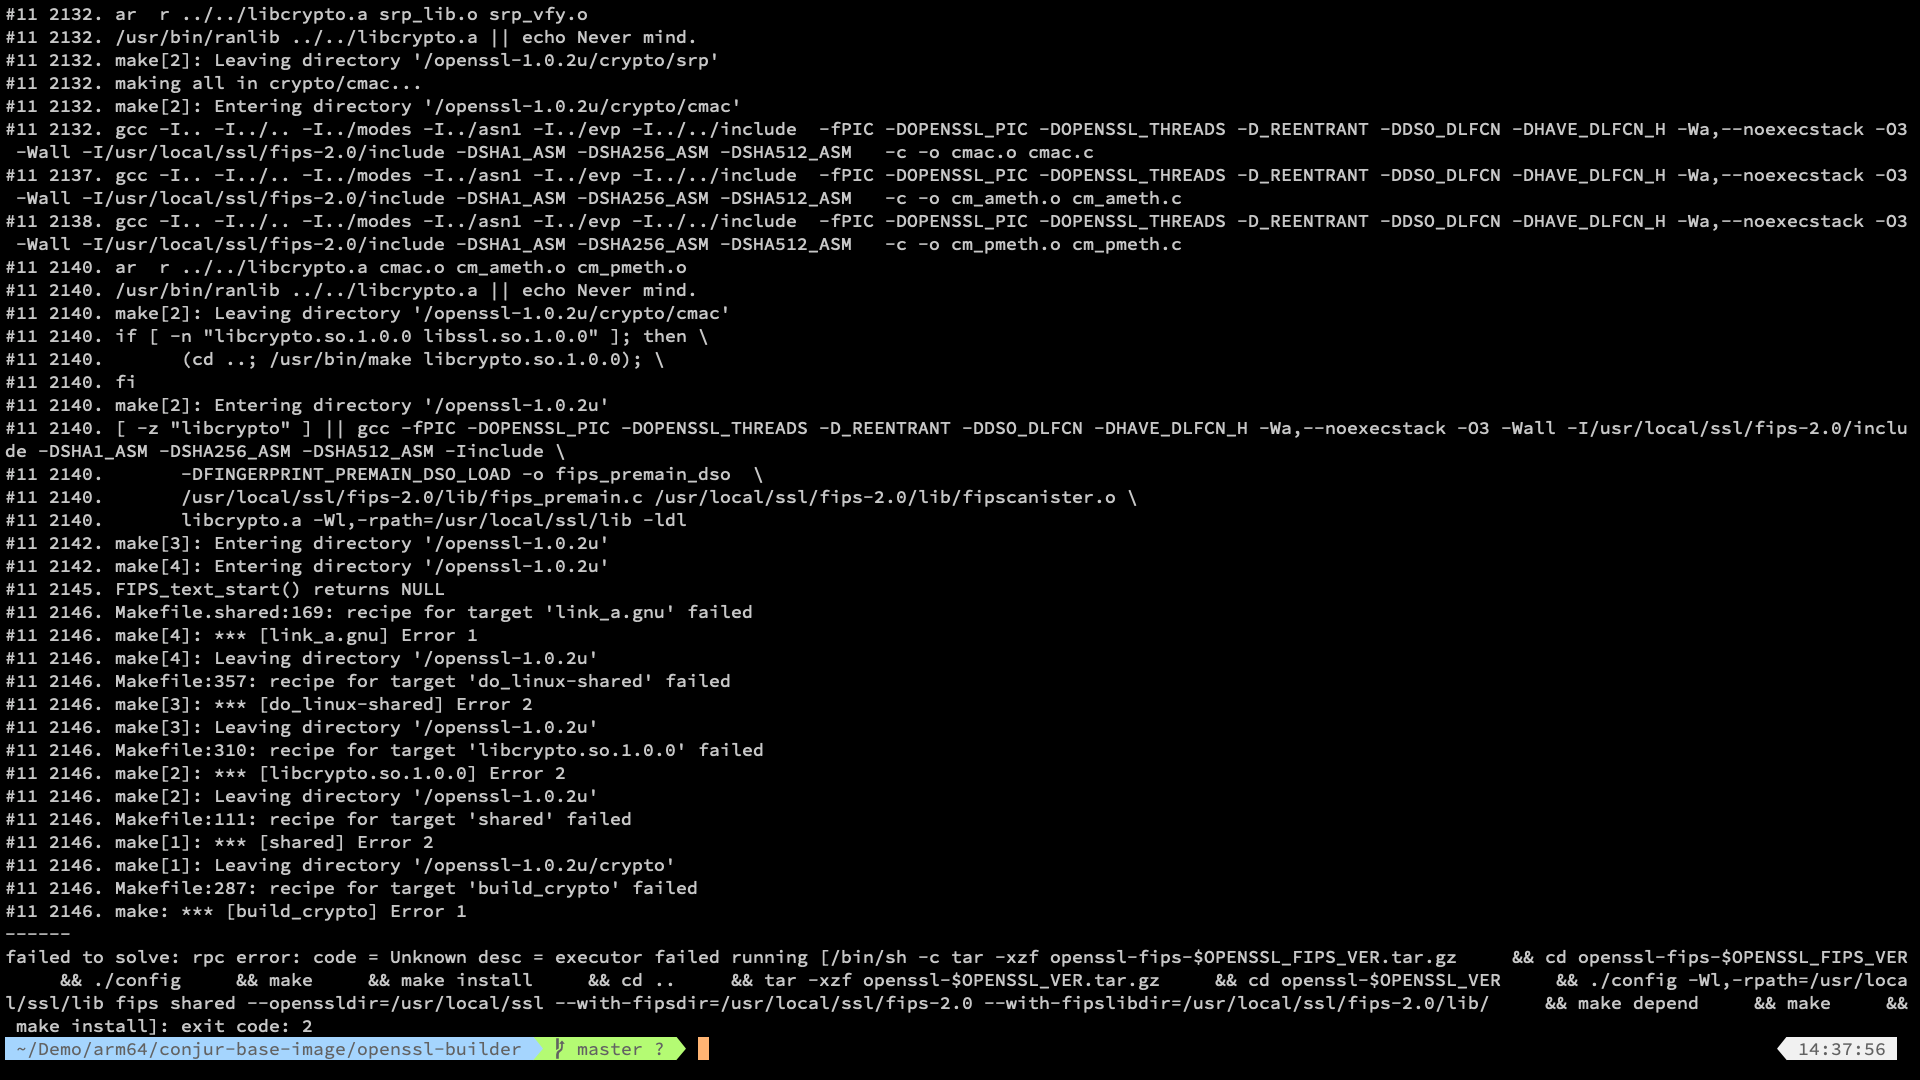 #11 2132. ar  r ../../libcrypto.a srp_lib.o srp_vfy.o
#11 2132. /usr/bin/ranlib ../../libcrypto.a || echo Never mind.
#11 2132. make[2]: Leaving directory '/openssl-1.0.2u/crypto/srp'
#11 2132. making all in crypto/cmac...
#11 2132. make[2]: Entering directory '/openssl-1.0.2u/crypto/cmac'
#11 2132. gcc -I.. -I../.. -I../modes -I../asn1 -I../evp -I../../include  -fPIC -DOPENSSL_PIC -DOPENSSL_THREADS -D_REENTRANT -DDSO_DLFCN -DHAVE_DLFCN_H -Wa,--noexecstack -O3
 -Wall -I/usr/local/ssl/fips-2.0/include -DSHA1_ASM -DSHA256_ASM -DSHA512_ASM   -c -o cmac.o cmac.c
#11 2137. gcc -I.. -I../.. -I../modes -I../asn1 -I../evp -I../../include  -fPIC -DOPENSSL_PIC -DOPENSSL_THREADS -D_REENTRANT -DDSO_DLFCN -DHAVE_DLFCN_H -Wa,--noexecstack -O3
 -Wall -I/usr/local/ssl/fips-2.0/include -DSHA1_ASM -DSHA256_ASM -DSHA512_ASM   -c -o cm_ameth.o cm_ameth.c
#11 2138. gcc -I.. -I../.. -I../modes -I../asn1 -I../evp -I../../include  -fPIC -DOPENSSL_PIC -DOPENSSL_THREADS -D_REENTRANT -DDSO_DLFCN -DHAVE_DLFCN_H -Wa,--noexecstack -O3
 -Wall -I/usr/local/ssl/fips-2.0/include -DSHA1_ASM -DSHA256_ASM -DSHA512_ASM   -c -o cm_pmeth.o cm_pmeth.c
#11 2140. ar  r ../../libcrypto.a cmac.o cm_ameth.o cm_pmeth.o
#11 2140. /usr/bin/ranlib ../../libcrypto.a || echo Never mind.
#11 2140. make[2]: Leaving directory '/openssl-1.0.2u/crypto/cmac'
#11 2140. if [ -n "libcrypto.so.1.0.0 libssl.so.1.0.0" ]; then \
#11 2140.       (cd ..; /usr/bin/make libcrypto.so.1.0.0); \
#11 2140. fi
#11 2140. make[2]: Entering directory '/openssl-1.0.2u'
#11 2140. [ -z "libcrypto" ] || gcc -fPIC -DOPENSSL_PIC -DOPENSSL_THREADS -D_REENTRANT -DDSO_DLFCN -DHAVE_DLFCN_H -Wa,--noexecstack -O3 -Wall -I/usr/local/ssl/fips-2.0/inclu
de -DSHA1_ASM -DSHA256_ASM -DSHA512_ASM -Iinclude \
#11 2140.       -DFINGERPRINT_PREMAIN_DSO_LOAD -o fips_premain_dso  \
#11 2140.       /usr/local/ssl/fips-2.0/lib/fips_premain.c /usr/local/ssl/fips-2.0/lib/fipscanister.o \
#11 2140.       libcrypto.a -Wl,-rpath=/usr/local/ssl/lib -ldl
#11 2142. make[3]: Entering directory '/openssl-1.0.2u'
#11 2142. make[4]: Entering directory '/openssl-1.0.2u'
#11 2145. FIPS_text_start() returns NULL
#11 2146. Makefile.shared:169: recipe for target 'link_a.gnu' failed
#11 2146. make[4]: *** [link_a.gnu] Error 1
#11 2146. make[4]: Leaving directory '/openssl-1.0.2u'
#11 2146. Makefile:357: recipe for target 'do_linux-shared' failed
#11 2146. make[3]: *** [do_linux-shared] Error 2
#11 2146. make[3]: Leaving directory '/openssl-1.0.2u'
#11 2146. Makefile:310: recipe for target 'libcrypto.so.1.0.0' failed
#11 2146. make[2]: *** [libcrypto.so.1.0.0] Error 2
#11 2146. make[2]: Leaving directory '/openssl-1.0.2u'
#11 2146. Makefile:111: recipe for target 'shared' failed
#11 2146. make[1]: *** [shared] Error 2
#11 2146. make[1]: Leaving directory '/openssl-1.0.2u/crypto'
#11 2146. Makefile:287: recipe for target 'build_crypto' failed
#11 2146. make: *** [build_crypto] Error 1
------
failed to solve: rpc error: code = Unknown desc = executor failed running [/bin/sh -c tar -xzf openssl-fips-$OPENSSL_FIPS_VER.tar.gz     && cd openssl-fips-$OPENSSL_FIPS_VER
     && ./config     && make     && make install     && cd ..     && tar -xzf openssl-$OPENSSL_VER.tar.gz     && cd openssl-$OPENSSL_VER     && ./config -Wl,-rpath=/usr/loca
l/ssl/lib fips shared --openssldir=/usr/local/ssl --with-fipsdir=/usr/local/ssl/fips-2.0 --with-fipslibdir=/usr/local/ssl/fips-2.0/lib/     && make depend     && make     &&
 make install]: exit code: 2
~/Demo/arm64/conjur-base-image/openssl-builder master ? 14:37:56